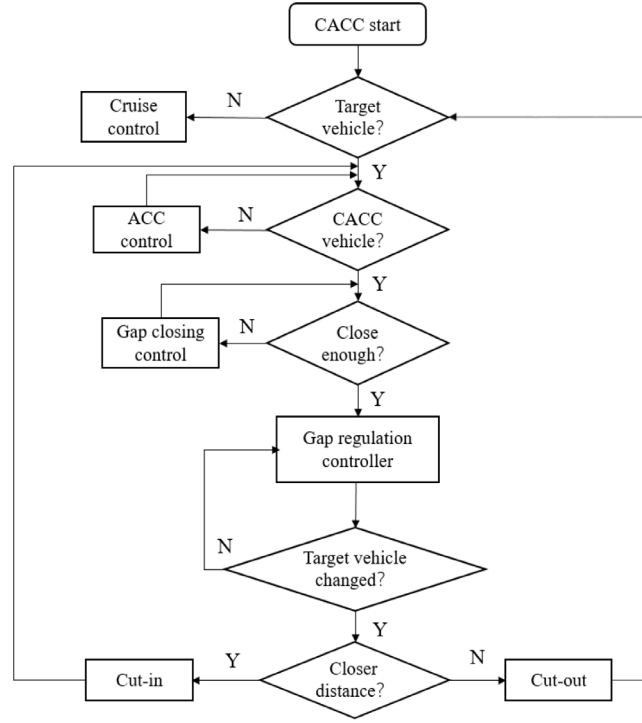 CACC start
N
Target
vehicle?
Cruise
control
Y
N
CACC
vehicle?
ACC
control
Y
N
Close
enough?
Gap closing
control
Y
Gap regulation
controller
N
Target vehicle
changed?
Y
Y
Closer
distance?
N
Cut-in
Cut-out